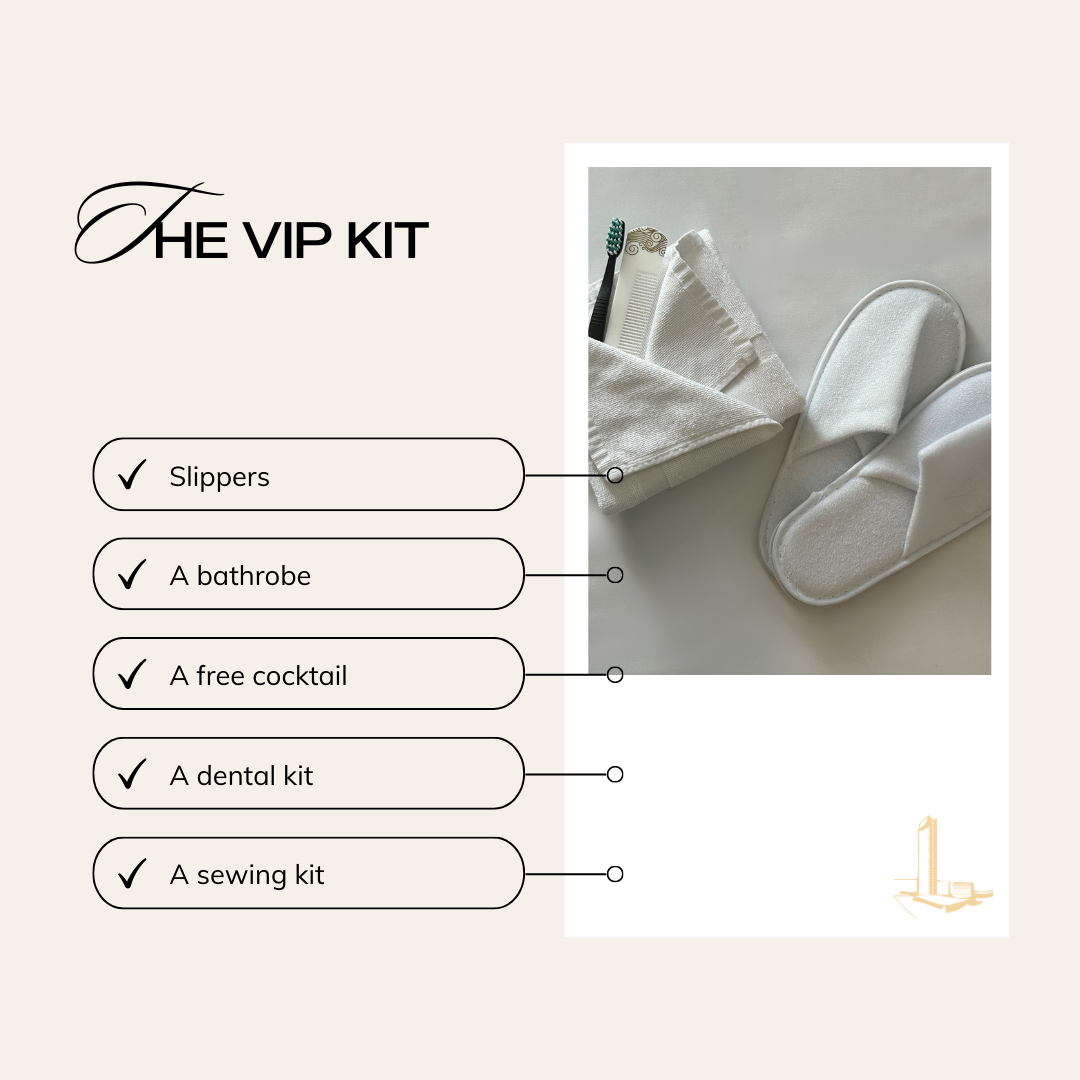 THE VIP KIT
Slippers
A bathrobe
A free cocktail
A dental kit
A sewing kit